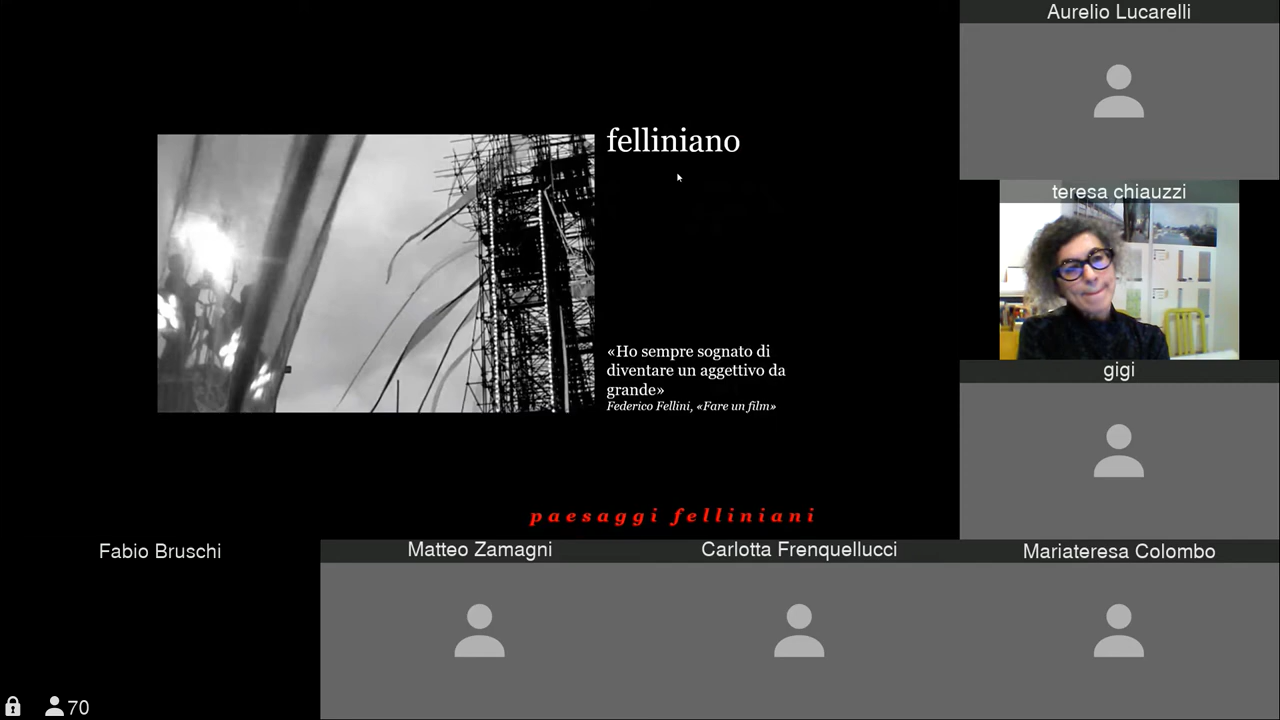 Aurelio Lucarelli
felliniano
teresa chiauzzi
«Ho sempre sognato di
diventare un aggettivo da
grande»
Federico Fellini, «Fare un film»
gigi
paesaggi felliniani
Fabio Bruschi
Matteo Zamagni
Carlotta Frenquellucci
Mariateresa Colombo
70